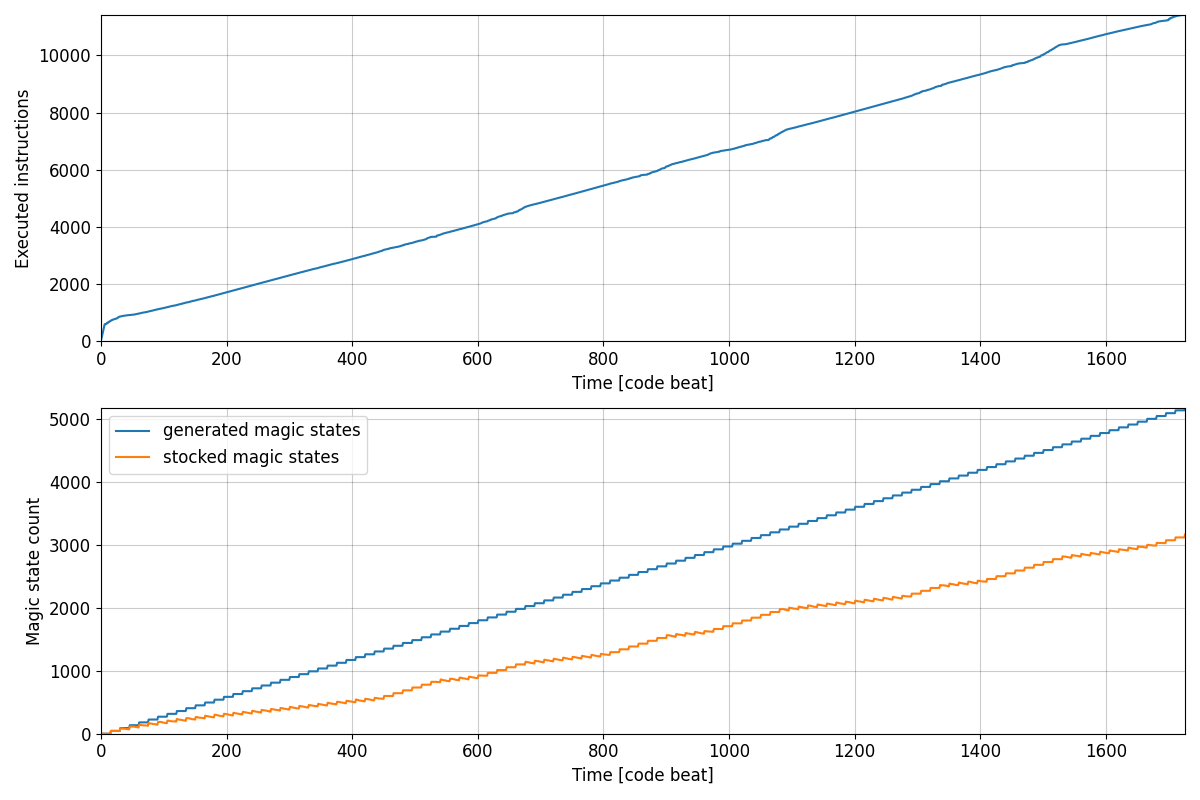 Executed instructions
10000
8000
6000
4000
2000
0
0 200 400 600 800 1000 1200 1400 1600
Time [code beat]
Magic state count
generated magic states
stocked magic states
5000
4000
3000
2000
1000
0
0 200 400 600 800 1000 1200 1400 1600
Time [code beat]